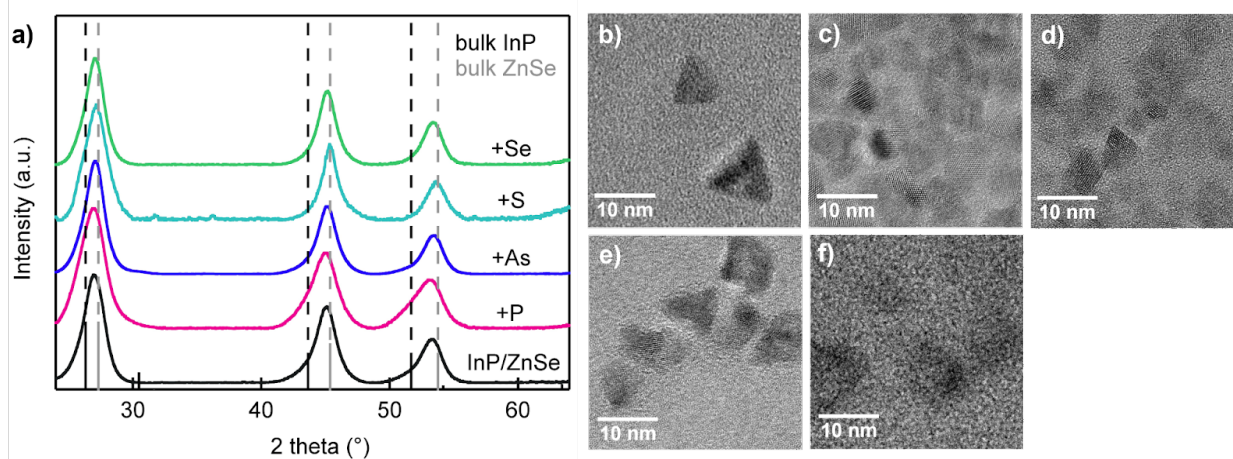 a)
bulk InP
bulk ZnSe
+Se
+S
+As
+P
InP/ZnSe
Intensity (a.u.)
30 40 50 60
2 theta (°)
b)
10 nm
c)
10 nm
d)
10 nm
e)
10 nm
f)
10 nm